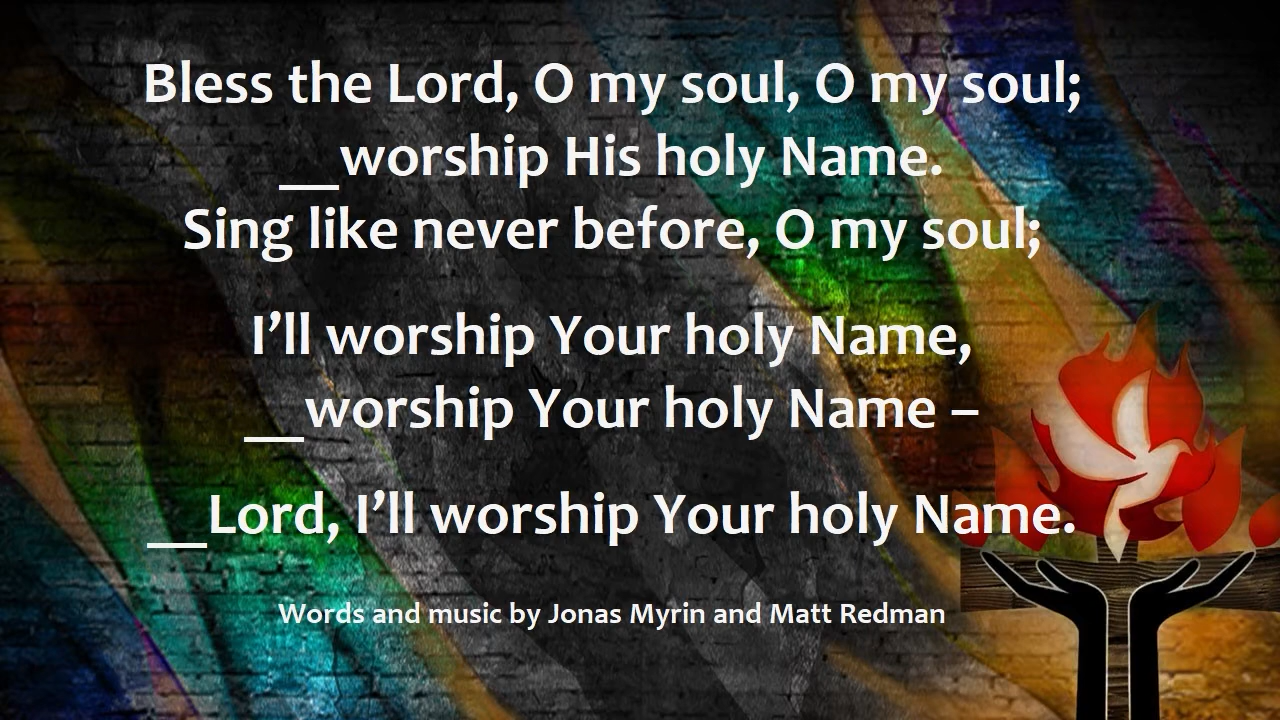 Bless the Lord, O my soul, O my soul;
__worship His holy Name.
Sing like never before, O my soul;
I’ll worship Your holy Name,
__worship Your holy Name –
__Lord, I’ll worship Your holy Name.
Words and music by Jonas Myrin and Matt Redman